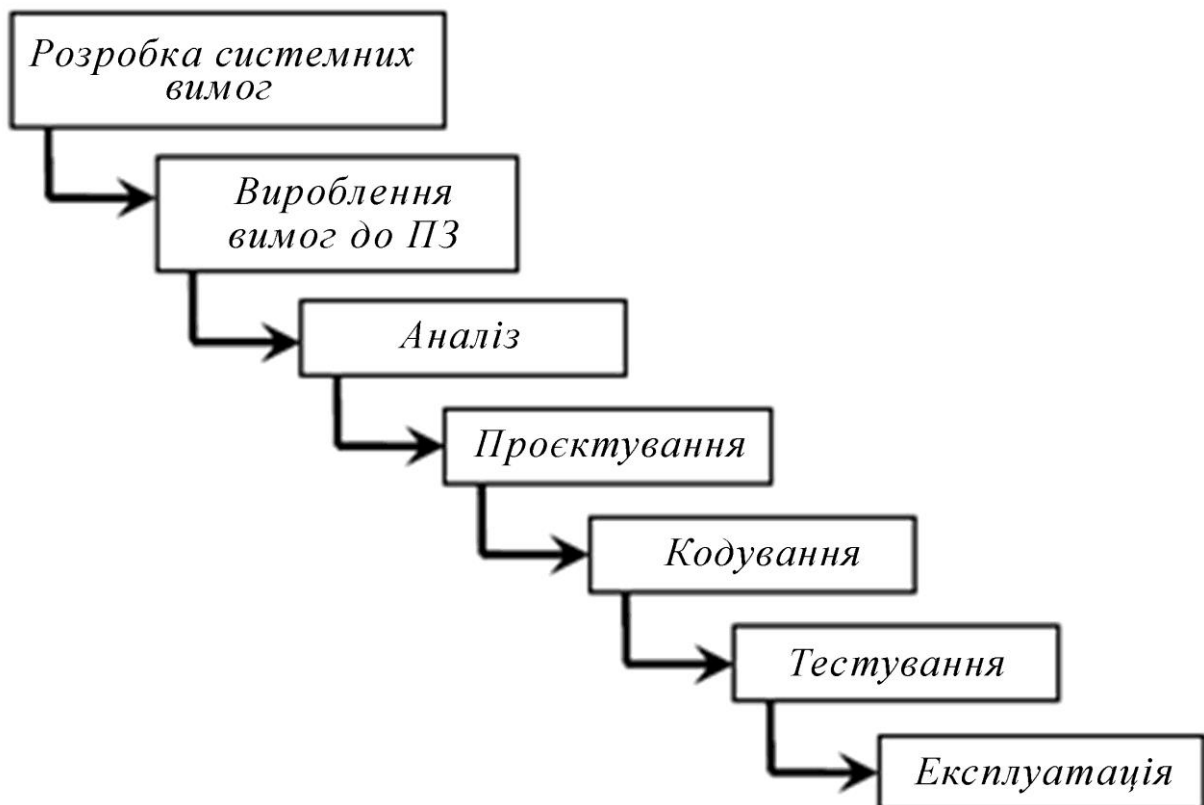 Розробка системних
вимог
Вироблення
вимог до ПЗ
Аналіз
Проєктування
Кодування
Тестування
Експлуатація